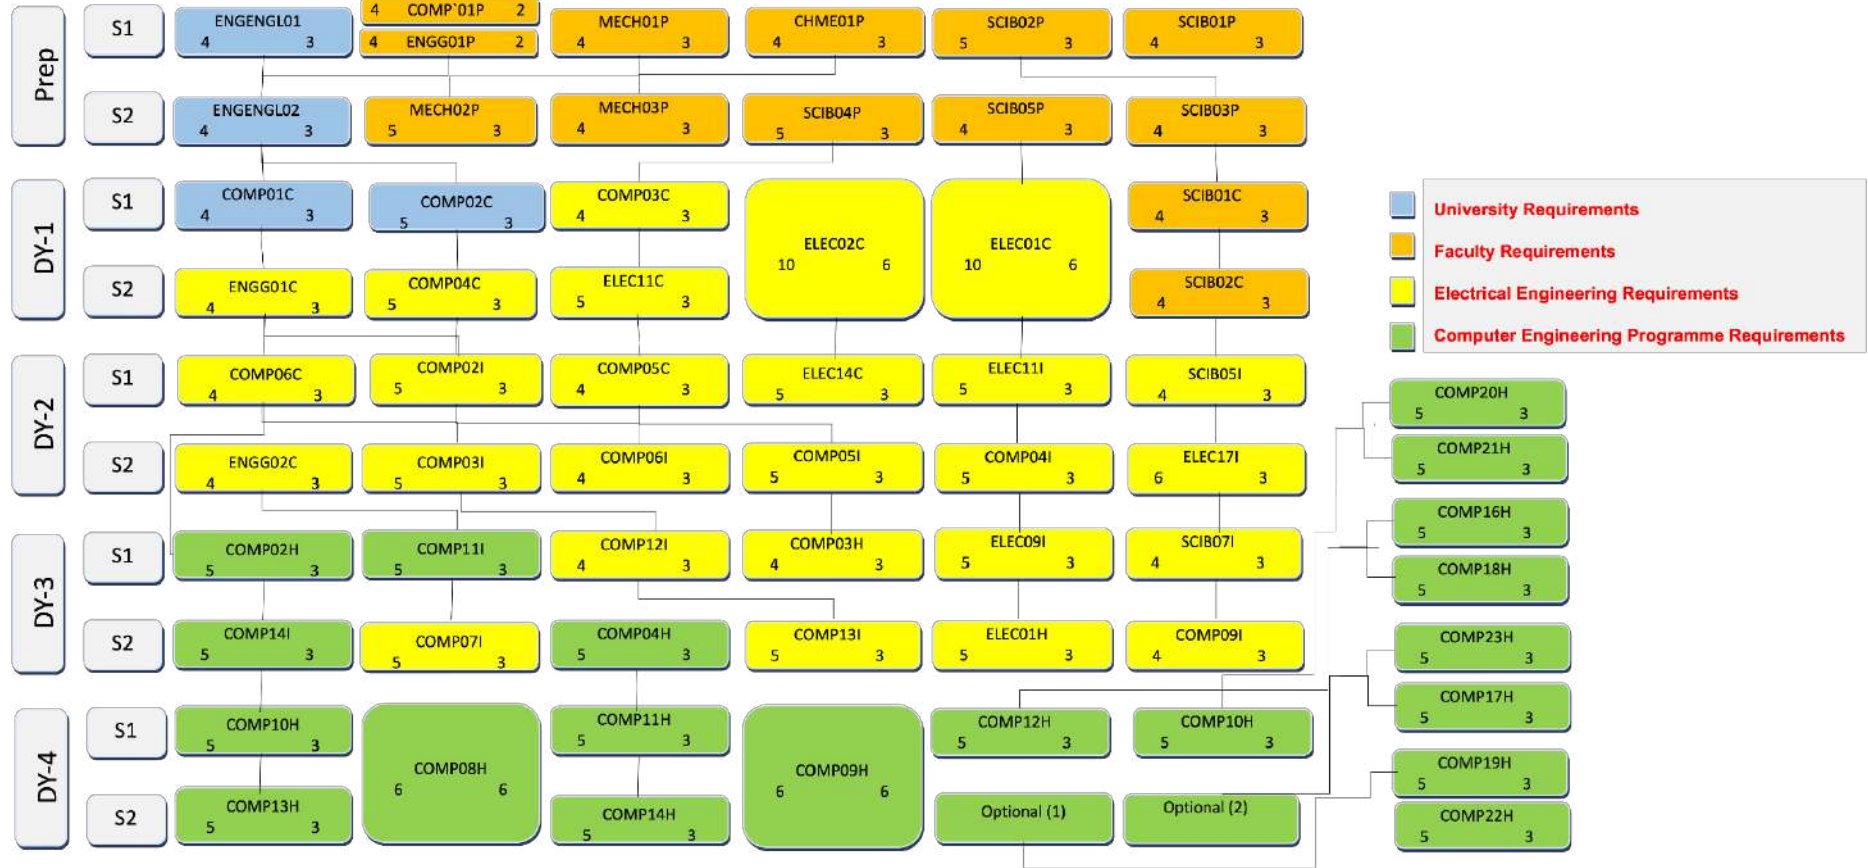 Prep
S1
ENGENGL01
4 3
4 COMP`01P 2
4 ENGG01P 2
MECH01P
4 3
CHME01P
4 3
SCIB02P
5 3
SCIB01P
4 3
S2
ENGENGL02
4 3
MECH02P
5 3
MECH03P
4 3
SCIB04P
5 3
SCIB05P
4 3
SCIB03P
4 3
DY-1
S1
COMP01C
4 3
COMP02C
5 3
COMP03C
4 3
ELEC02C
10 6
ELEC01C
10 6
SCIB01C
4 3
S2
ENGG01C
4 3
COMP04C
5 3
ELEC11C
5 3
SCIB02C
4 3
University Requirements
Faculty Requirements
Electrical Engineering Requirements
Computer Engineering Programme Requirements
DY-2
S1
COMP06C
4 3
COMP02I
5 3
COMP05C
4 3
ELEC14C
5 3
ELEC11I
5 3
SCIB05I
4 3
S2
ENGG02C
4 3
COMP03I
5 3
COMP06I
4 3
COMP05I
5 3
COMP04I
5 3
ELEC17I
6 3
DY-3
S1
COMP02H
5 3
COMP11I
5 3
COMP12I
4 3
COMP03H
4 3
ELEC09I
5 3
SCIB07I
4 3
S2
COMP14I
5 3
COMP07I
5 3
COMP04H
5 3
COMP13I
5 3
ELEC01H
5 3
COMP09I
4 3
DY-4
S1
COMP10H
5 3
COMP08H
6 6
COMP11H
5 3
COMP09H
6 6
COMP12H
5 3
COMP10H
5 3
S2
COMP13H
5 3
COMP14H
5 3
Optional (1)
Optional (2)
COMP20H
5 3
COMP21H
5 3
COMP16H
5 3
COMP18H
5 3
COMP23H
5 3
COMP17H
5 3
COMP19H
5 3
COMP22H
5 3